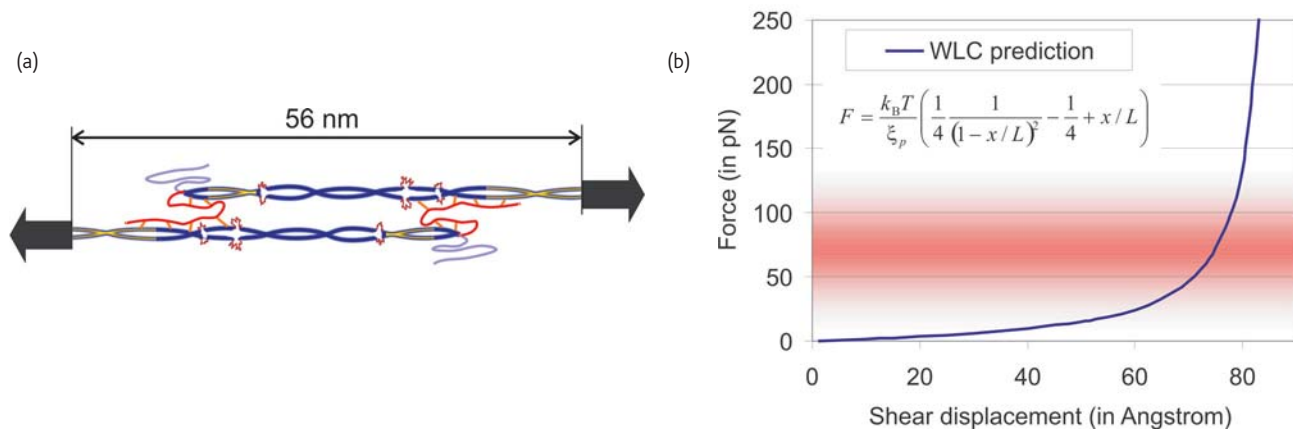 (a)
56 nm
(b)
Force (in pN)
250
200
150
100
50
0
WLC prediction
F = k_BT/ξ_p (1/4 1/(1 − x/L)^2 − 1/4 + x/L)
0 20 40 60 80
Shear displacement (in Angstrom)